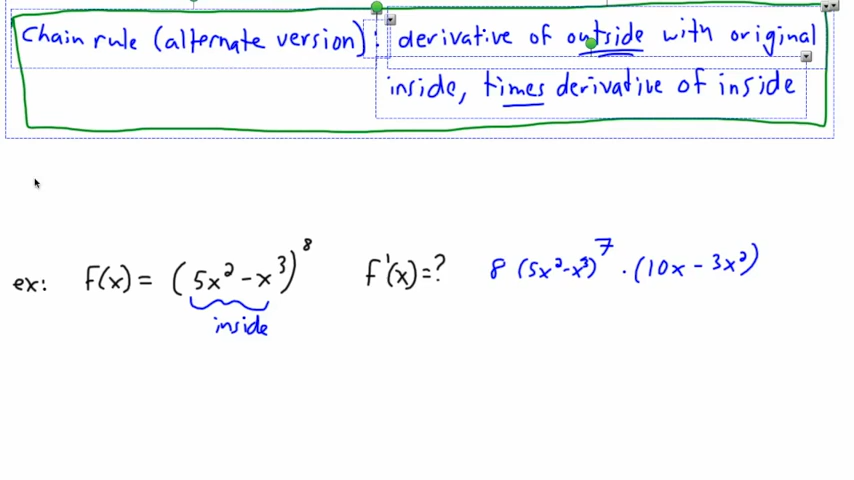 Chain rule (alternate version): derivative of outside with original
inside, times derivative of inside
ex: f(x) = (5x² - x³)⁸ f'(x) = ? 8 (5x² - x³)⁷ · (10x - 3x²)
inside